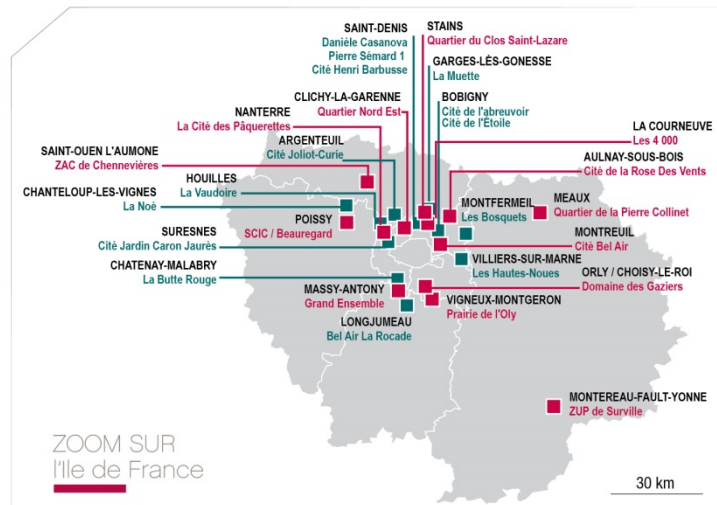 SAINT-DENIS
Danièle Casanova
Pierre Sémard 1
Cité Henri Barbusse
STAINS
Quartier du Clos Saint-Lazare
GARGES-LÈS-GONESSE
La Muette
CLICHY-LA-GARENNE
Quartier Nord Est
BOBIGNY
Cité de l'abreuvoir
Cité de l'Étoile
NANTERRE
La Cité des Pâquerettes
LA COURNEUVE
Les 4 000
ARGENTEUIL
Cité Joliot-Curie
SAINT-OUEN L'AUMONE
ZAC de Chennevières
AULNAY-SOUS-BOIS
Cité de la Rose Des Vents
HOUILLES
La Vaudoire
CHANTELOUP-LES-VIGNES
La Noé
MONTFERMEIL
Les Bosquets
MEAUX
Quartier de la Pierre Collinet
POISSY
SCIC / Beauregard
SURESNES
Cité Jardin Caron Jaurès
MONTREUIL
Cité Bel Air
VILLIERS-SUR-MARNE
Les Hautes-Noues
CHATENAY-MALABRY
La Butte Rouge
ORLY / CHOISY-LE-ROI
Domaine des Gaziers
MASSY-ANTONY
Grand Ensemble
VIGNEUX-MONTGERON
Prairie de l'Oly
LONGJUMEAU
Bel Air La Rocade
MONTEREAU-FAULT-YONNE
ZUP de Surville
ZOOM SUR
l'Ile de France
30 km